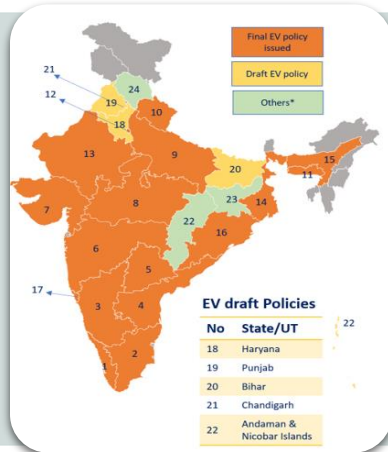 Final EV policy
issued
Draft EV policy
Others*
21
12
24
19
18
10
13
9
20
15
11
7
8
23
14
22
16
6
5
17
3
4
2
1
EV draft Policies
No State/UT
18 Haryana
19 Punjab
20 Bihar
21 Chandigarh
22 Andaman &
Nicobar Islands
22